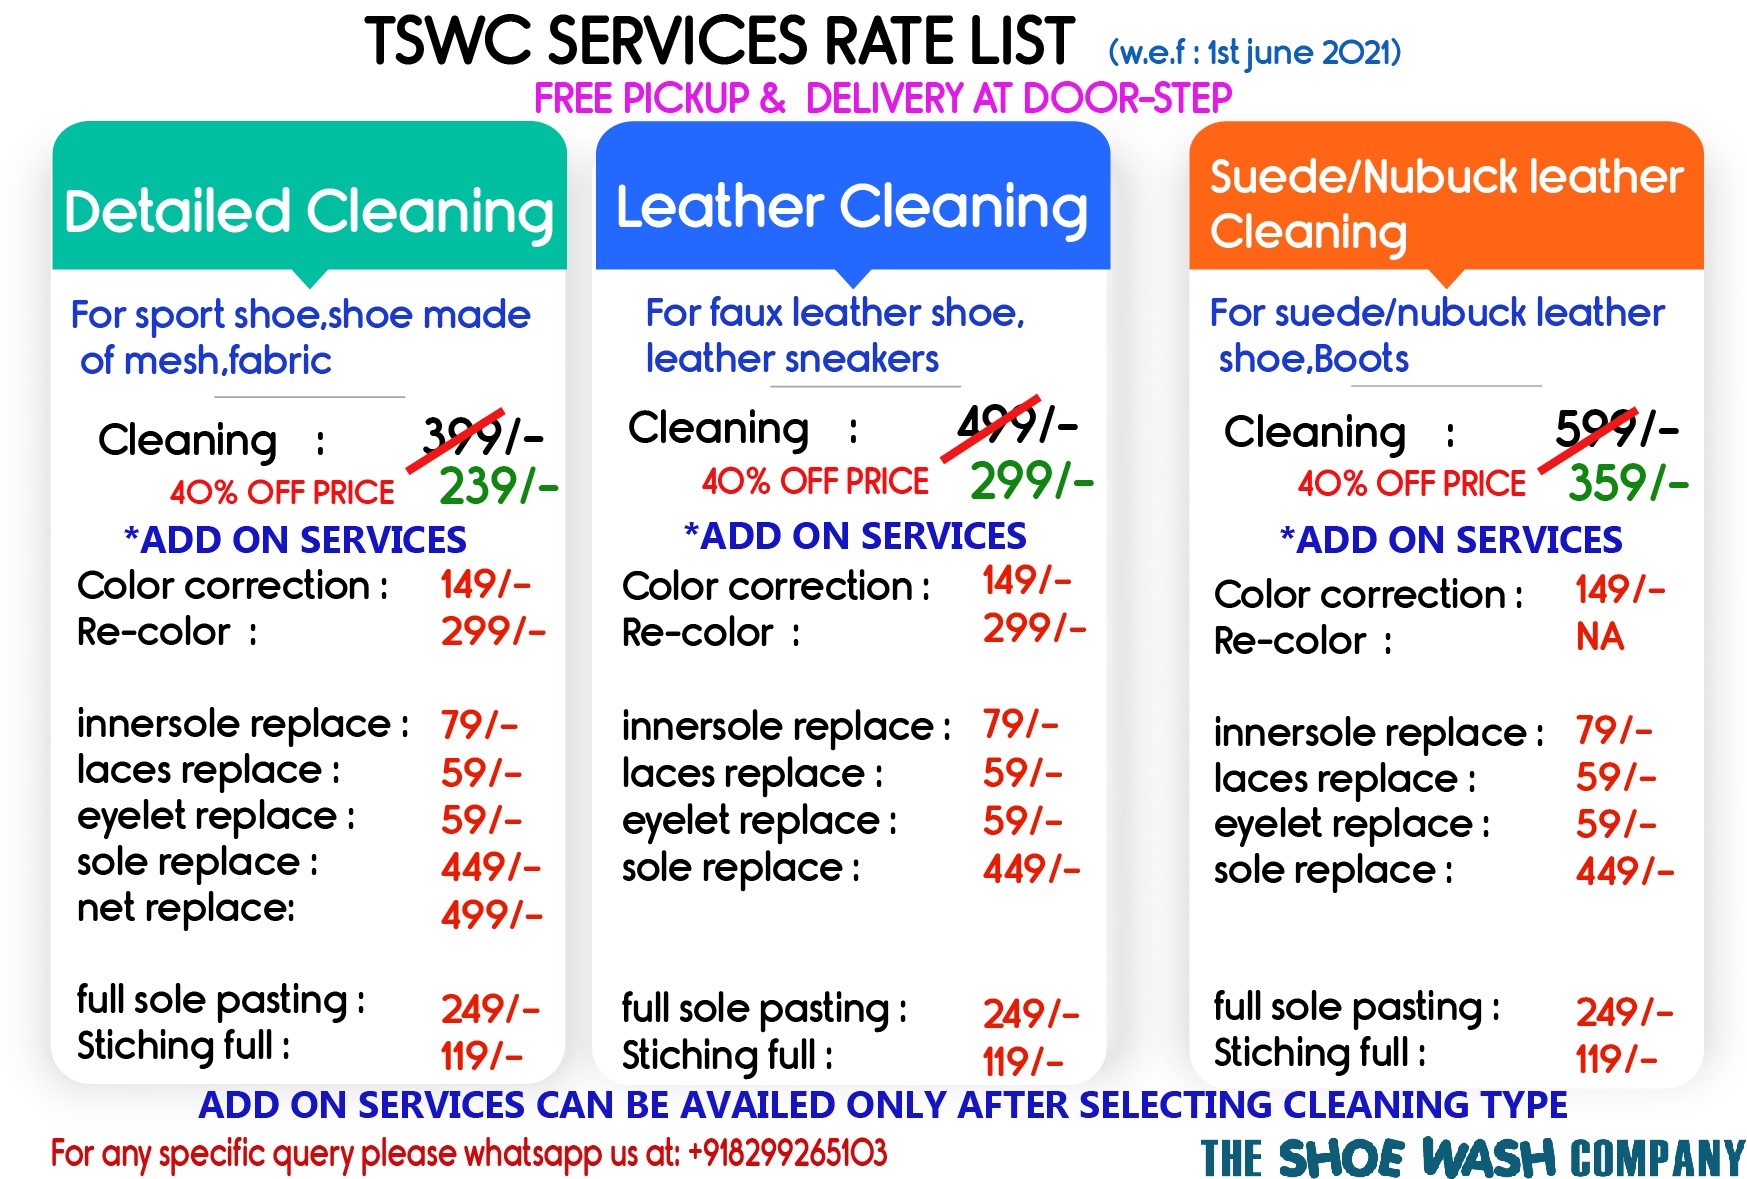 TSWC SERVICES RATE LIST (w.e.f : 1st june 2021)
FREE PICKUP & DELIVERY AT DOOR-STEP
Detailed Cleaning
For sport shoe,shoe made
of mesh,fabric
Cleaning : 399/-
40% OFF PRICE 239/-
*ADD ON SERVICES
Color correction : 149/-
Re-color : 299/-
innersole replace : 79/-
laces replace : 59/-
eyelet replace : 59/-
sole replace : 449/-
net replace: 499/-
full sole pasting : 249/-
Stiching full : 119/-
Leather Cleaning
For faux leather shoe,
leather sneakers
Cleaning : 499/-
40% OFF PRICE 299/-
*ADD ON SERVICES
Color correction : 149/-
Re-color : 299/-
innersole replace : 79/-
laces replace : 59/-
eyelet replace : 59/-
sole replace : 449/-
full sole pasting : 249/-
Stiching full : 119/-
Suede/Nubuck leather
Cleaning
For suede/nubuck leather
shoe,Boots
Cleaning : 599/-
40% OFF PRICE 359/-
*ADD ON SERVICES
Color correction : 149/-
Re-color : NA
innersole replace : 79/-
laces replace : 59/-
eyelet replace : 59/-
sole replace : 449/-
full sole pasting : 249/-
Stiching full : 119/-
ADD ON SERVICES CAN BE AVAILED ONLY AFTER SELECTING CLEANING TYPE
For any specific query please whatsapp us at: +918299265103
THE SHOE WASH COMPANY